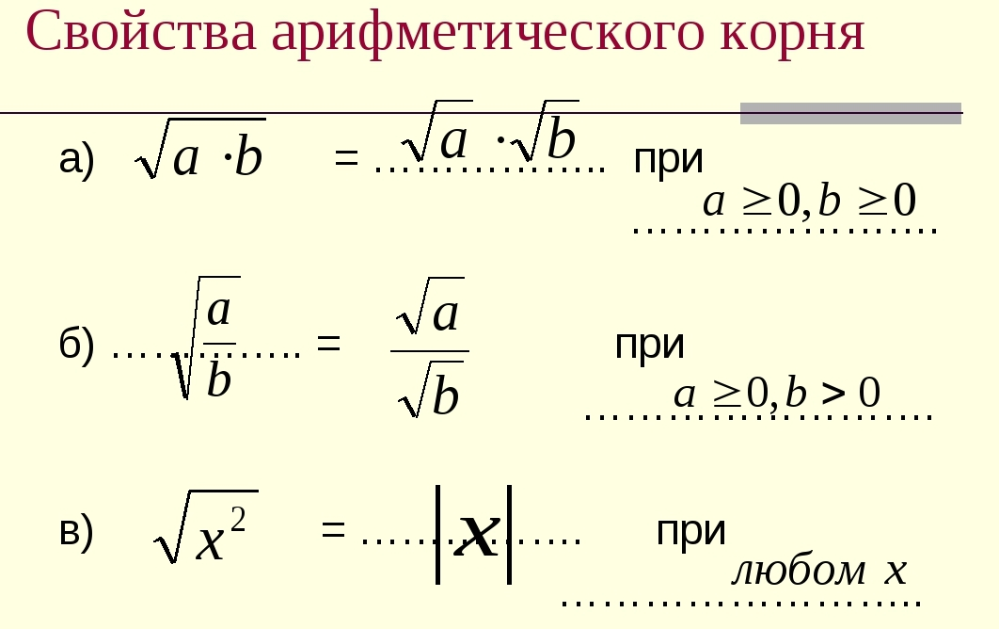 Свойства арифметического корня
а) √(a · b) = √a · √b при
a ≥ 0, b ≥ 0
б) √(a/b) = √a/√b при
a ≥ 0, b > 0
в) √(x²) = |x| при
любом x